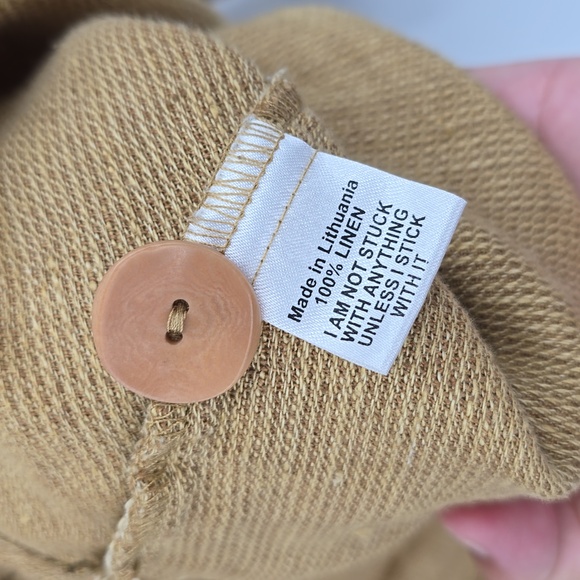 Made in Lithuania
100% LINEN
I AM NOT STUCK
WITH ANYTHING
UNLESS I STICK
WITH IT